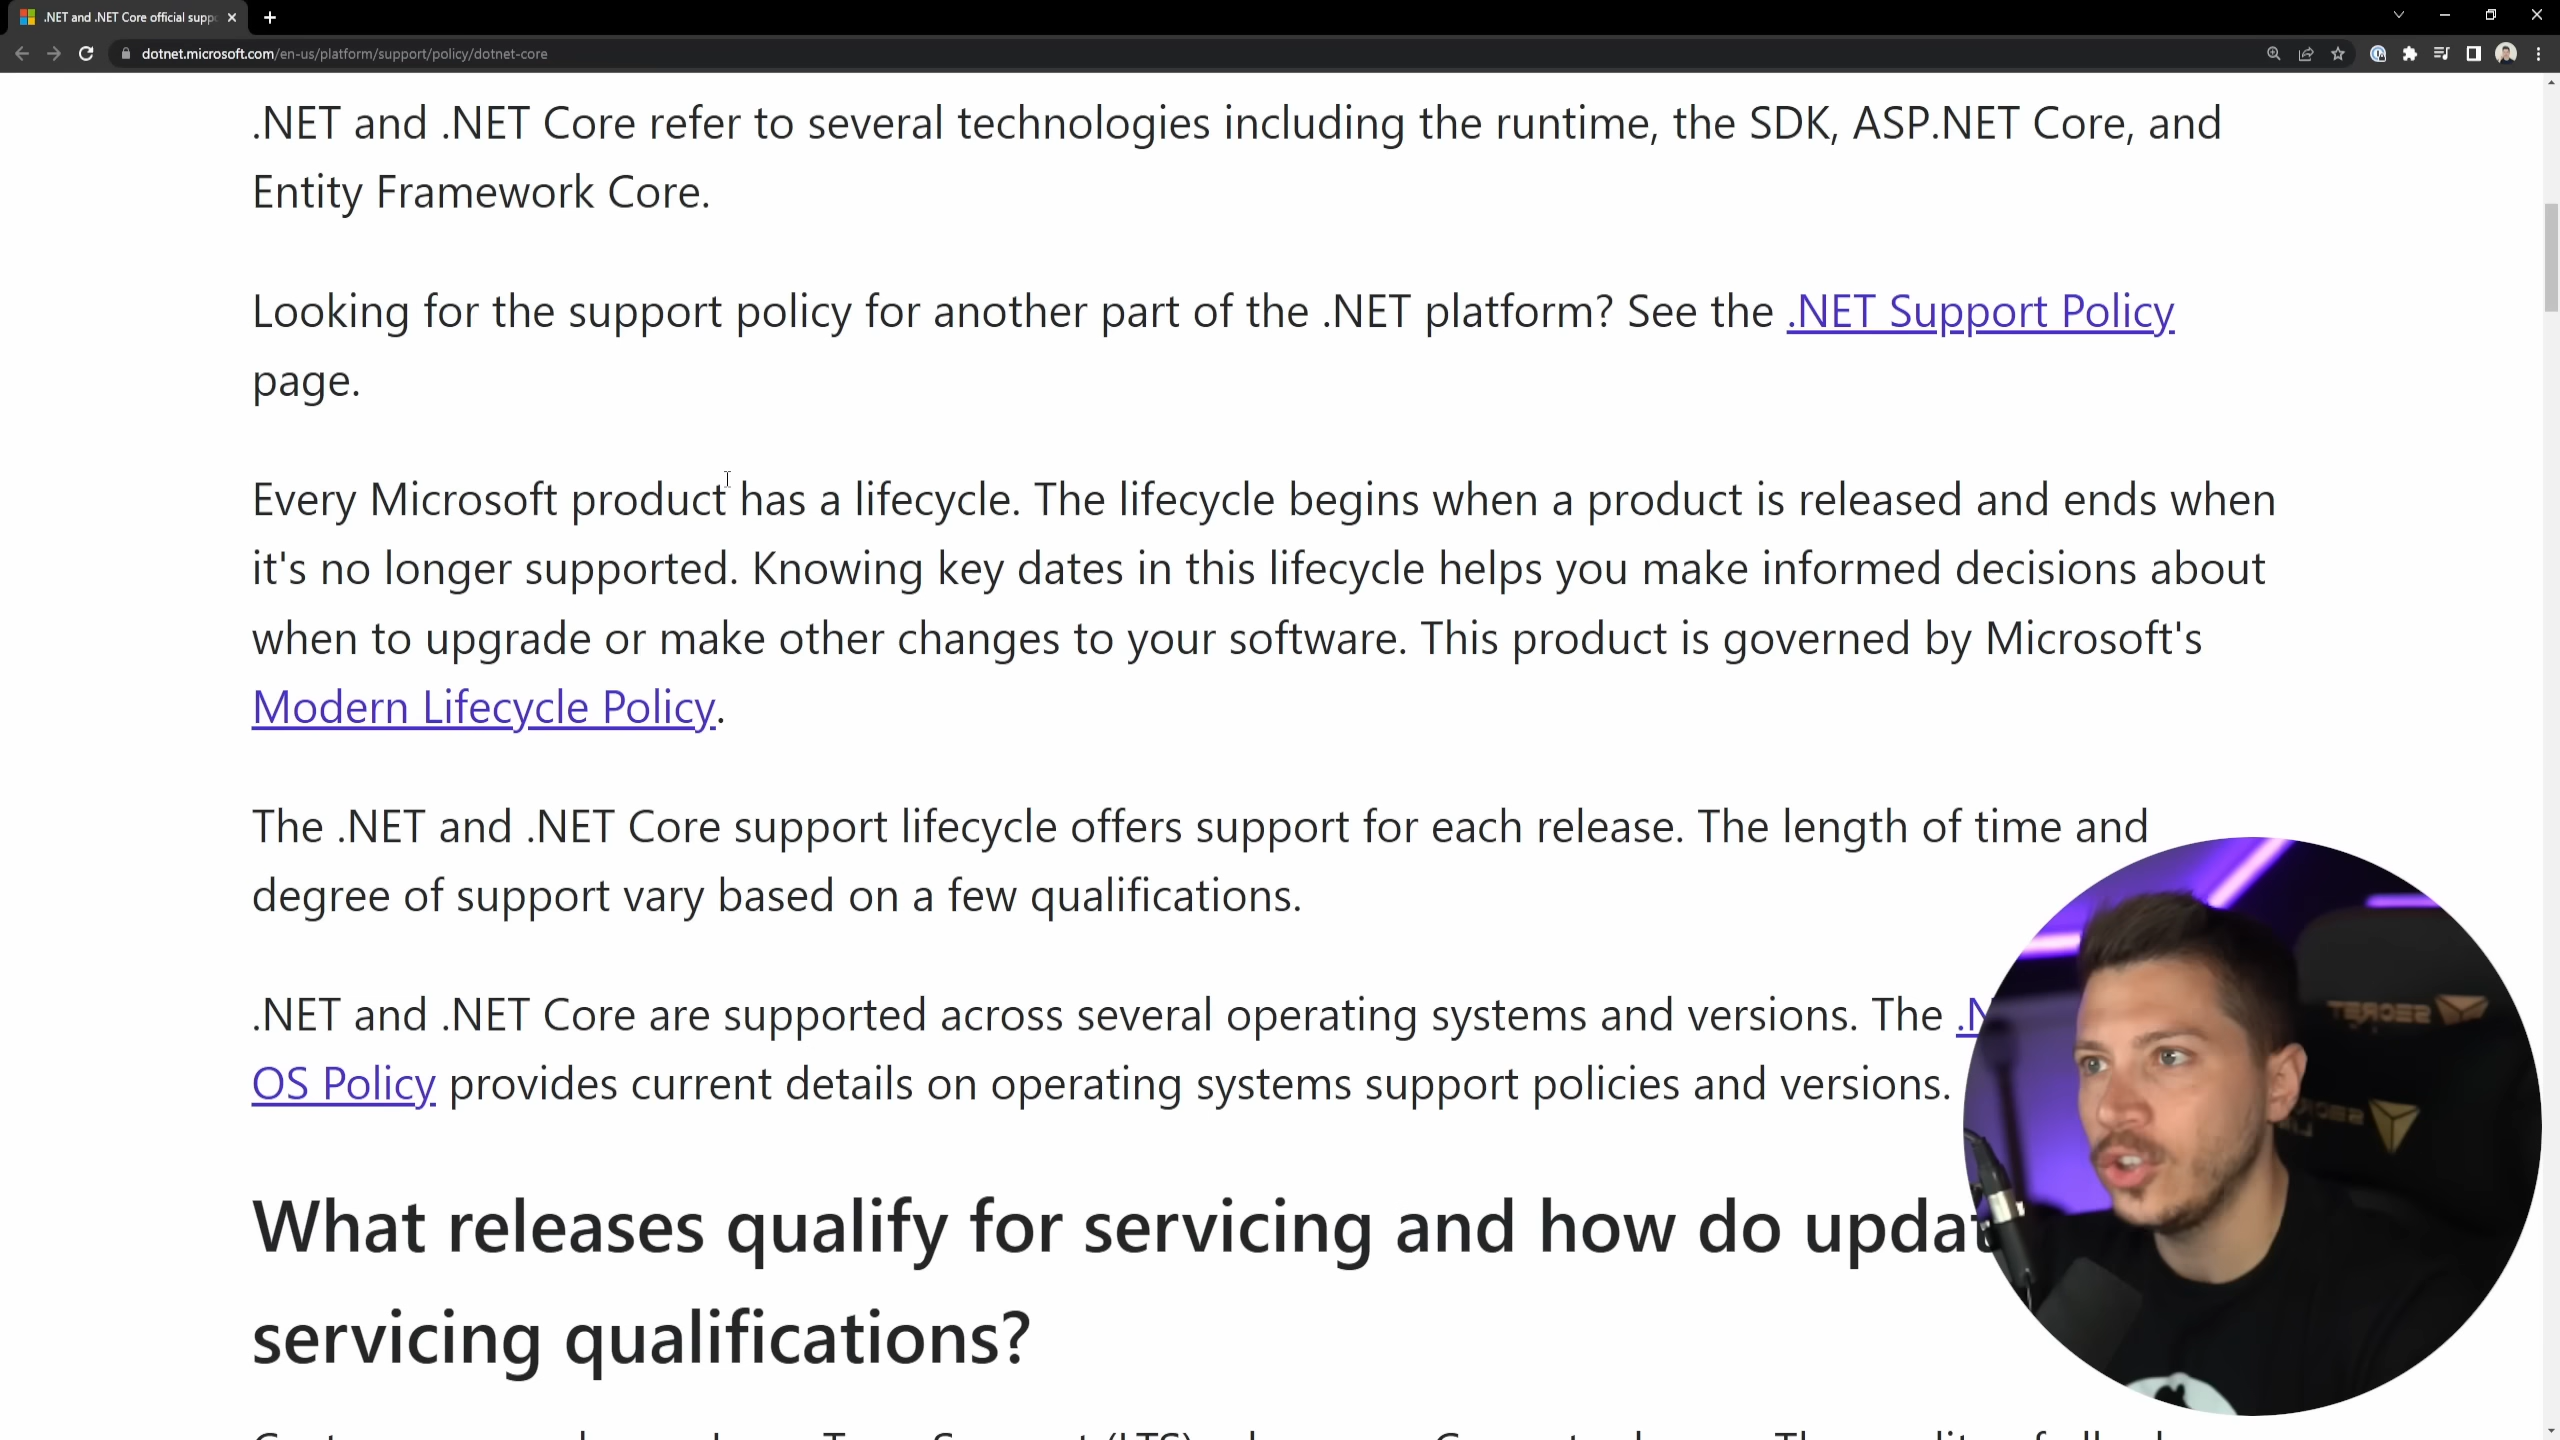 .NET and .NET Core official supp
dotnet.microsoft.com/en-us/platform/support/policy/dotnet-core
.NET and .NET Core refer to several technologies including the runtime, the SDK, ASP.NET Core, and
Entity Framework Core.
Looking for the support policy for another part of the .NET platform? See the .NET Support Policy
page.
Every Microsoft product has a lifecycle. The lifecycle begins when a product is released and ends when
it's no longer supported. Knowing key dates in this lifecycle helps you make informed decisions about
when to upgrade or make other changes to your software. This product is governed by Microsoft's
Modern Lifecycle Policy.
The .NET and .NET Core support lifecycle offers support for each release. The length of time and
degree of support vary based on a few qualifications.
.NET and .NET Core are supported across several operating systems and versions. The .N
OS Policy provides current details on operating systems support policies and versions.
SECRET
What releases qualify for servicing and how do updat
servicing qualifications?